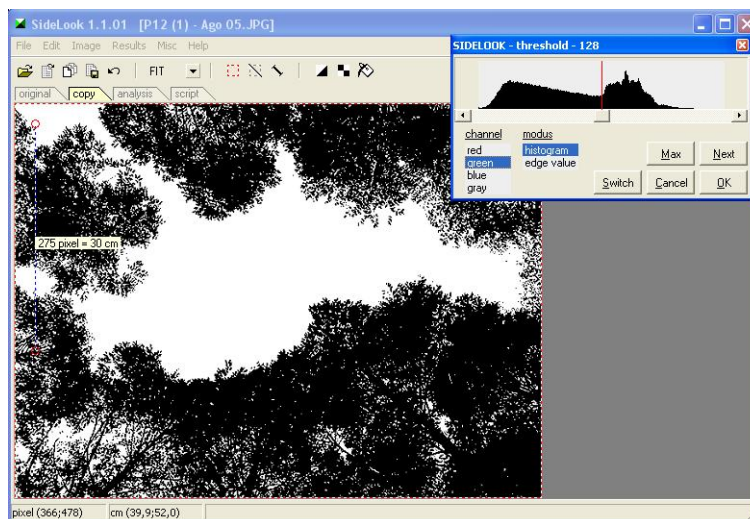 SideLook 1.1.01 [P12 (1) - Ago 05.JPG]
File Edit Image Results Misc Help
FIT
original copy analysis script
275 pixel = 30 cm
SIDELOOK - threshold - 128
channel modus
red histogram
green edge value
blue
gray
Max Next
Switch Cancel OK
pixel (366;478) cm (39,9;52,0)